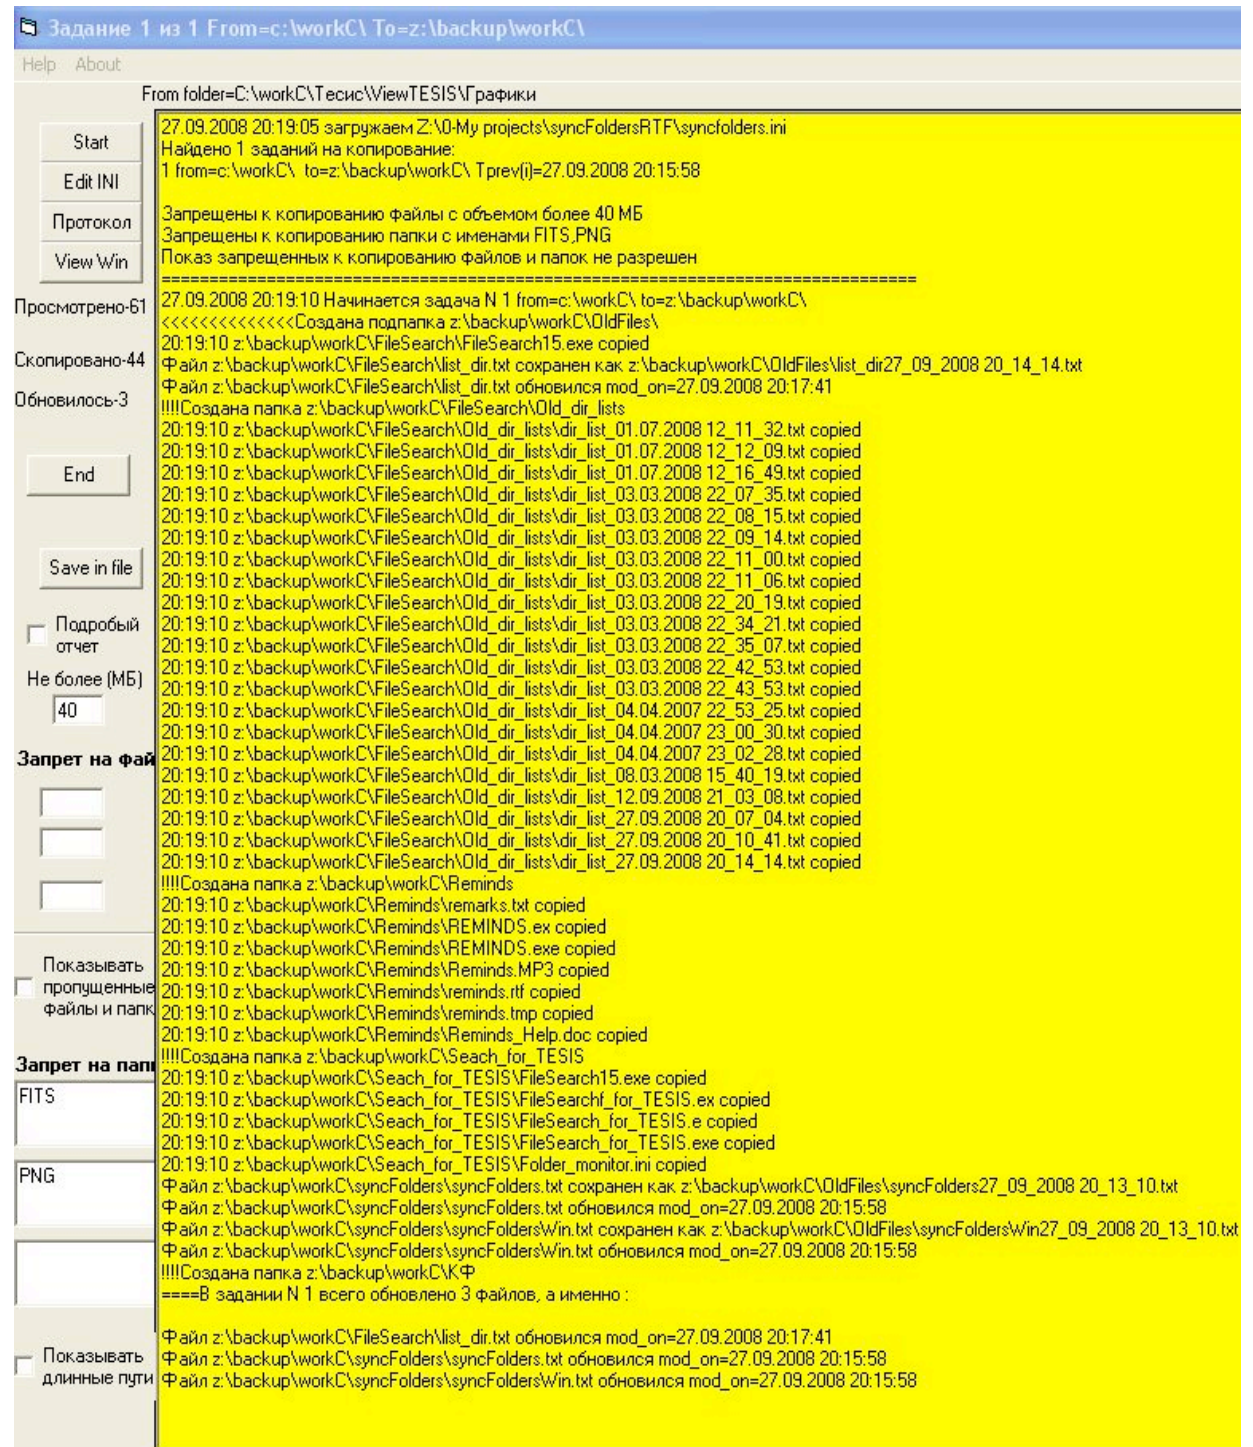 Задание 1 из 1 From=c:\workC\ To=z:\backup\workC\
Help About
From folder=C:\workC\Тесис\ViewTESIS\Графики
Start
Edit INI
Протокол
View Win
Просмотрено-61
Скопировано-44
Обновилось-3
End
Save in file
Подробый
отчет
Не более (МБ)
40
Запрет на фай
Показывать
пропущенные
файлы и папк
Запрет на пап
FITS
PNG
Показывать
длинные пути
27.09.2008 20:19:05 загружаем Z:\0-My projects\syncFoldersRTF\syncfolders.ini
Найдено 1 заданий на копирование:
1 from=c:\workC\  to=z:\backup\workC\ Tprev(i)=27.09.2008 20:15:58
Запрещены к копированию файлы с объемом более 40 МБ
Запрещены к копированию папки с именами FITS,PNG
Показ запрещенных к копированию файлов и папок не разрешен
===============================================================================
27.09.2008 20:19:10 Начинается задача N 1 from=c:\workC\ to=z:\backup\workC\
<<<<<<<<<<<<<<Создана подпапка z:\backup\workC\OldFiles\
20:19:10 z:\backup\workC\FileSearch\FileSearch15.exe copied
Файл z:\backup\workC\FileSearch\list_dir.txt сохранен как z:\backup\workC\OldFiles\list_dir27_09_2008 20_14_14.txt
Файл z:\backup\workC\FileSearch\list_dir.txt обновился mod_on=27.09.2008 20:17:41
!!!!Создана папка z:\backup\workC\FileSearch\Old_dir_lists
20:19:10 z:\backup\workC\FileSearch\Old_dir_lists\dir_list_01.07.2008 12_11_32.txt copied
20:19:10 z:\backup\workC\FileSearch\Old_dir_lists\dir_list_01.07.2008 12_12_09.txt copied
20:19:10 z:\backup\workC\FileSearch\Old_dir_lists\dir_list_01.07.2008 12_16_49.txt copied
20:19:10 z:\backup\workC\FileSearch\Old_dir_lists\dir_list_03.03.2008 22_07_35.txt copied
20:19:10 z:\backup\workC\FileSearch\Old_dir_lists\dir_list_03.03.2008 22_08_15.txt copied
20:19:10 z:\backup\workC\FileSearch\Old_dir_lists\dir_list_03.03.2008 22_09_14.txt copied
20:19:10 z:\backup\workC\FileSearch\Old_dir_lists\dir_list_03.03.2008 22_11_00.txt copied
20:19:10 z:\backup\workC\FileSearch\Old_dir_lists\dir_list_03.03.2008 22_11_06.txt copied
20:19:10 z:\backup\workC\FileSearch\Old_dir_lists\dir_list_03.03.2008 22_20_19.txt copied
20:19:10 z:\backup\workC\FileSearch\Old_dir_lists\dir_list_03.03.2008 22_34_21.txt copied
20:19:10 z:\backup\workC\FileSearch\Old_dir_lists\dir_list_03.03.2008 22_35_07.txt copied
20:19:10 z:\backup\workC\FileSearch\Old_dir_lists\dir_list_03.03.2008 22_42_53.txt copied
20:19:10 z:\backup\workC\FileSearch\Old_dir_lists\dir_list_03.03.2008 22_43_53.txt copied
20:19:10 z:\backup\workC\FileSearch\Old_dir_lists\dir_list_04.04.2007 22_53_25.txt copied
20:19:10 z:\backup\workC\FileSearch\Old_dir_lists\dir_list_04.04.2007 23_00_30.txt copied
20:19:10 z:\backup\workC\FileSearch\Old_dir_lists\dir_list_04.04.2007 23_02_28.txt copied
20:19:10 z:\backup\workC\FileSearch\Old_dir_lists\dir_list_08.03.2008 15_40_19.txt copied
20:19:10 z:\backup\workC\FileSearch\Old_dir_lists\dir_list_12.09.2008 21_03_08.txt copied
20:19:10 z:\backup\workC\FileSearch\Old_dir_lists\dir_list_27.09.2008 20_07_04.txt copied
20:19:10 z:\backup\workC\FileSearch\Old_dir_lists\dir_list_27.09.2008 20_10_41.txt copied
20:19:10 z:\backup\workC\FileSearch\Old_dir_lists\dir_list_27.09.2008 20_14_14.txt copied
!!!!Создана папка z:\backup\workC\Reminds
20:19:10 z:\backup\workC\Reminds\remarks.txt copied
20:19:10 z:\backup\workC\Reminds\REMINDS.ex copied
20:19:10 z:\backup\workC\Reminds\REMINDS.exe copied
20:19:10 z:\backup\workC\Reminds\Reminds.MP3 copied
20:19:10 z:\backup\workC\Reminds\reminds.rtf copied
20:19:10 z:\backup\workC\Reminds\reminds.tmp copied
20:19:10 z:\backup\workC\Reminds\Reminds_Help.doc copied
!!!!Создана папка z:\backup\workC\Seach_for_TESIS
20:19:10 z:\backup\workC\Seach_for_TESIS\FileSearch15.exe copied
20:19:10 z:\backup\workC\Seach_for_TESIS\FileSearchf_for_TESIS.ex copied
20:19:10 z:\backup\workC\Seach_for_TESIS\FileSearch_for_TESIS.e copied
20:19:10 z:\backup\workC\Seach_for_TESIS\FileSearch_for_TESIS.exe copied
20:19:10 z:\backup\workC\Seach_for_TESIS\Folder_monitor.ini copied
Файл z:\backup\workC\syncFolders\syncFolders.txt сохранен как z:\backup\workC\OldFiles\syncFolders27_09_2008 20_13_10.txt
Файл z:\backup\workC\syncFolders\syncFolders.txt обновился mod_on=27.09.2008 20:15:58
Файл z:\backup\workC\syncFolders\syncFoldersWin.txt сохранен как z:\backup\workC\OldFiles\syncFoldersWin27_09_2008 20_13_10.txt
Файл z:\backup\workC\syncFolders\syncFoldersWin.txt обновился mod_on=27.09.2008 20:15:58
!!!!Создана папка z:\backup\workC\КФ
====В задании N 1 всего обновлено 3 файлов, а именно :
Файл z:\backup\workC\FileSearch\list_dir.txt обновился mod_on=27.09.2008 20:17:41
Файл z:\backup\workC\syncFolders\syncFolders.txt обновился mod_on=27.09.2008 20:15:58
Файл z:\backup\workC\syncFolders\syncFoldersWin.txt обновился mod_on=27.09.2008 20:15:58